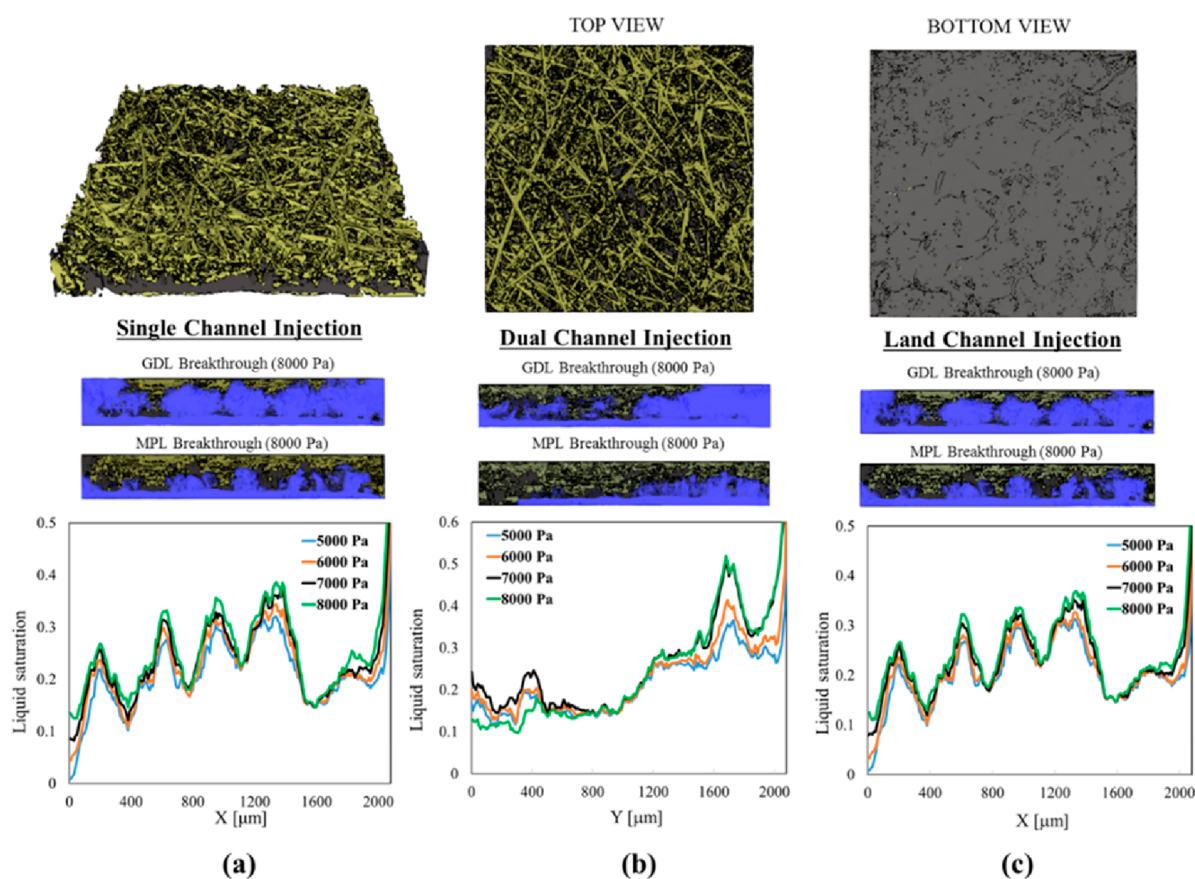 TOP VIEW
BOTTOM VIEW
Single Channel Injection
GDL Breakthrough (8000 Pa)
MPL Breakthrough (8000 Pa)
0.5
0.4
0.3
0.2
0.1
0
Liquid saturation
5000 Pa
6000 Pa
7000 Pa
8000 Pa
0
400
800
1200
1600
2000
X [μm]
(a)
Dual Channel Injection
GDL Breakthrough (8000 Pa)
MPL Breakthrough (8000 Pa)
0.6
0.5
0.4
0.3
0.2
0.1
0
Liquid saturation
5000 Pa
6000 Pa
7000 Pa
8000 Pa
0
400
800
1200
1600
2000
Y [μm]
(b)
Land Channel Injection
GDL Breakthrough (8000 Pa)
MPL Breakthrough (8000 Pa)
0.5
0.4
0.3
0.2
0.1
0
Liquid saturation
5000 Pa
6000 Pa
7000 Pa
8000 Pa
0
400
800
1200
1600
2000
X [μm]
(c)